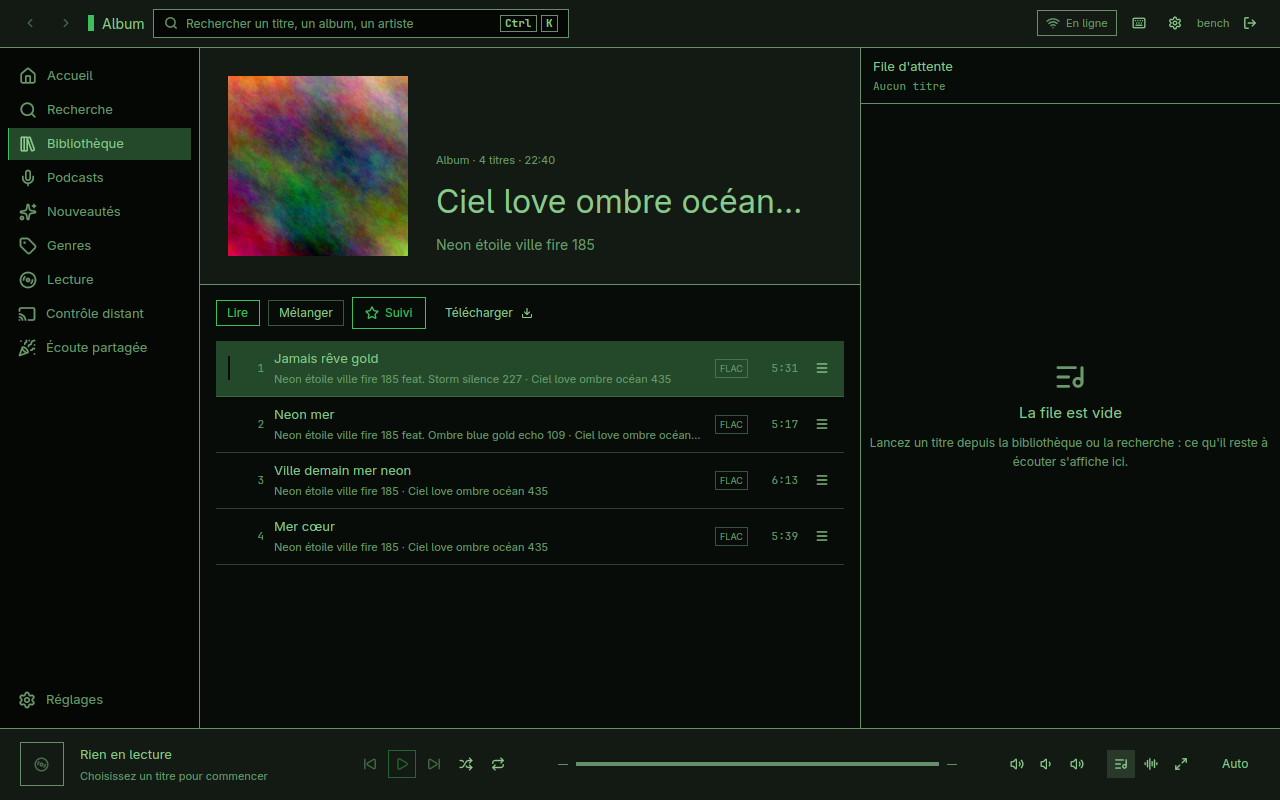 Album
Rechercher un titre, un album, un artiste
Ctrl K
En ligne
bench
Accueil
Recherche
Bibliothèque
Podcasts
Nouveautés
Genres
Lecture
Contrôle distant
Écoute partagée
Réglages
Album · 4 titres · 22:40
Ciel love ombre océan...
Neon étoile ville fire 185
Lire
Mélanger
Suivi
Télécharger
1 Jamais rêve gold FLAC 5:31
Neon étoile ville fire 185 feat. Storm silence 227 · Ciel love ombre océan 435
2 Neon mer FLAC 5:17
Neon étoile ville fire 185 feat. Ombre blue gold echo 109 · Ciel love ombre océan...
3 Ville demain mer neon FLAC 6:13
Neon étoile ville fire 185 · Ciel love ombre océan 435
4 Mer cœur FLAC 5:39
Neon étoile ville fire 185 · Ciel love ombre océan 435
File d'attente
Aucun titre
La file est vide
Lancez un titre depuis la bibliothèque ou la recherche : ce qu'il reste à
écouter s'affiche ici.
Rien en lecture
Choisissez un titre pour commencer
— —
Auto